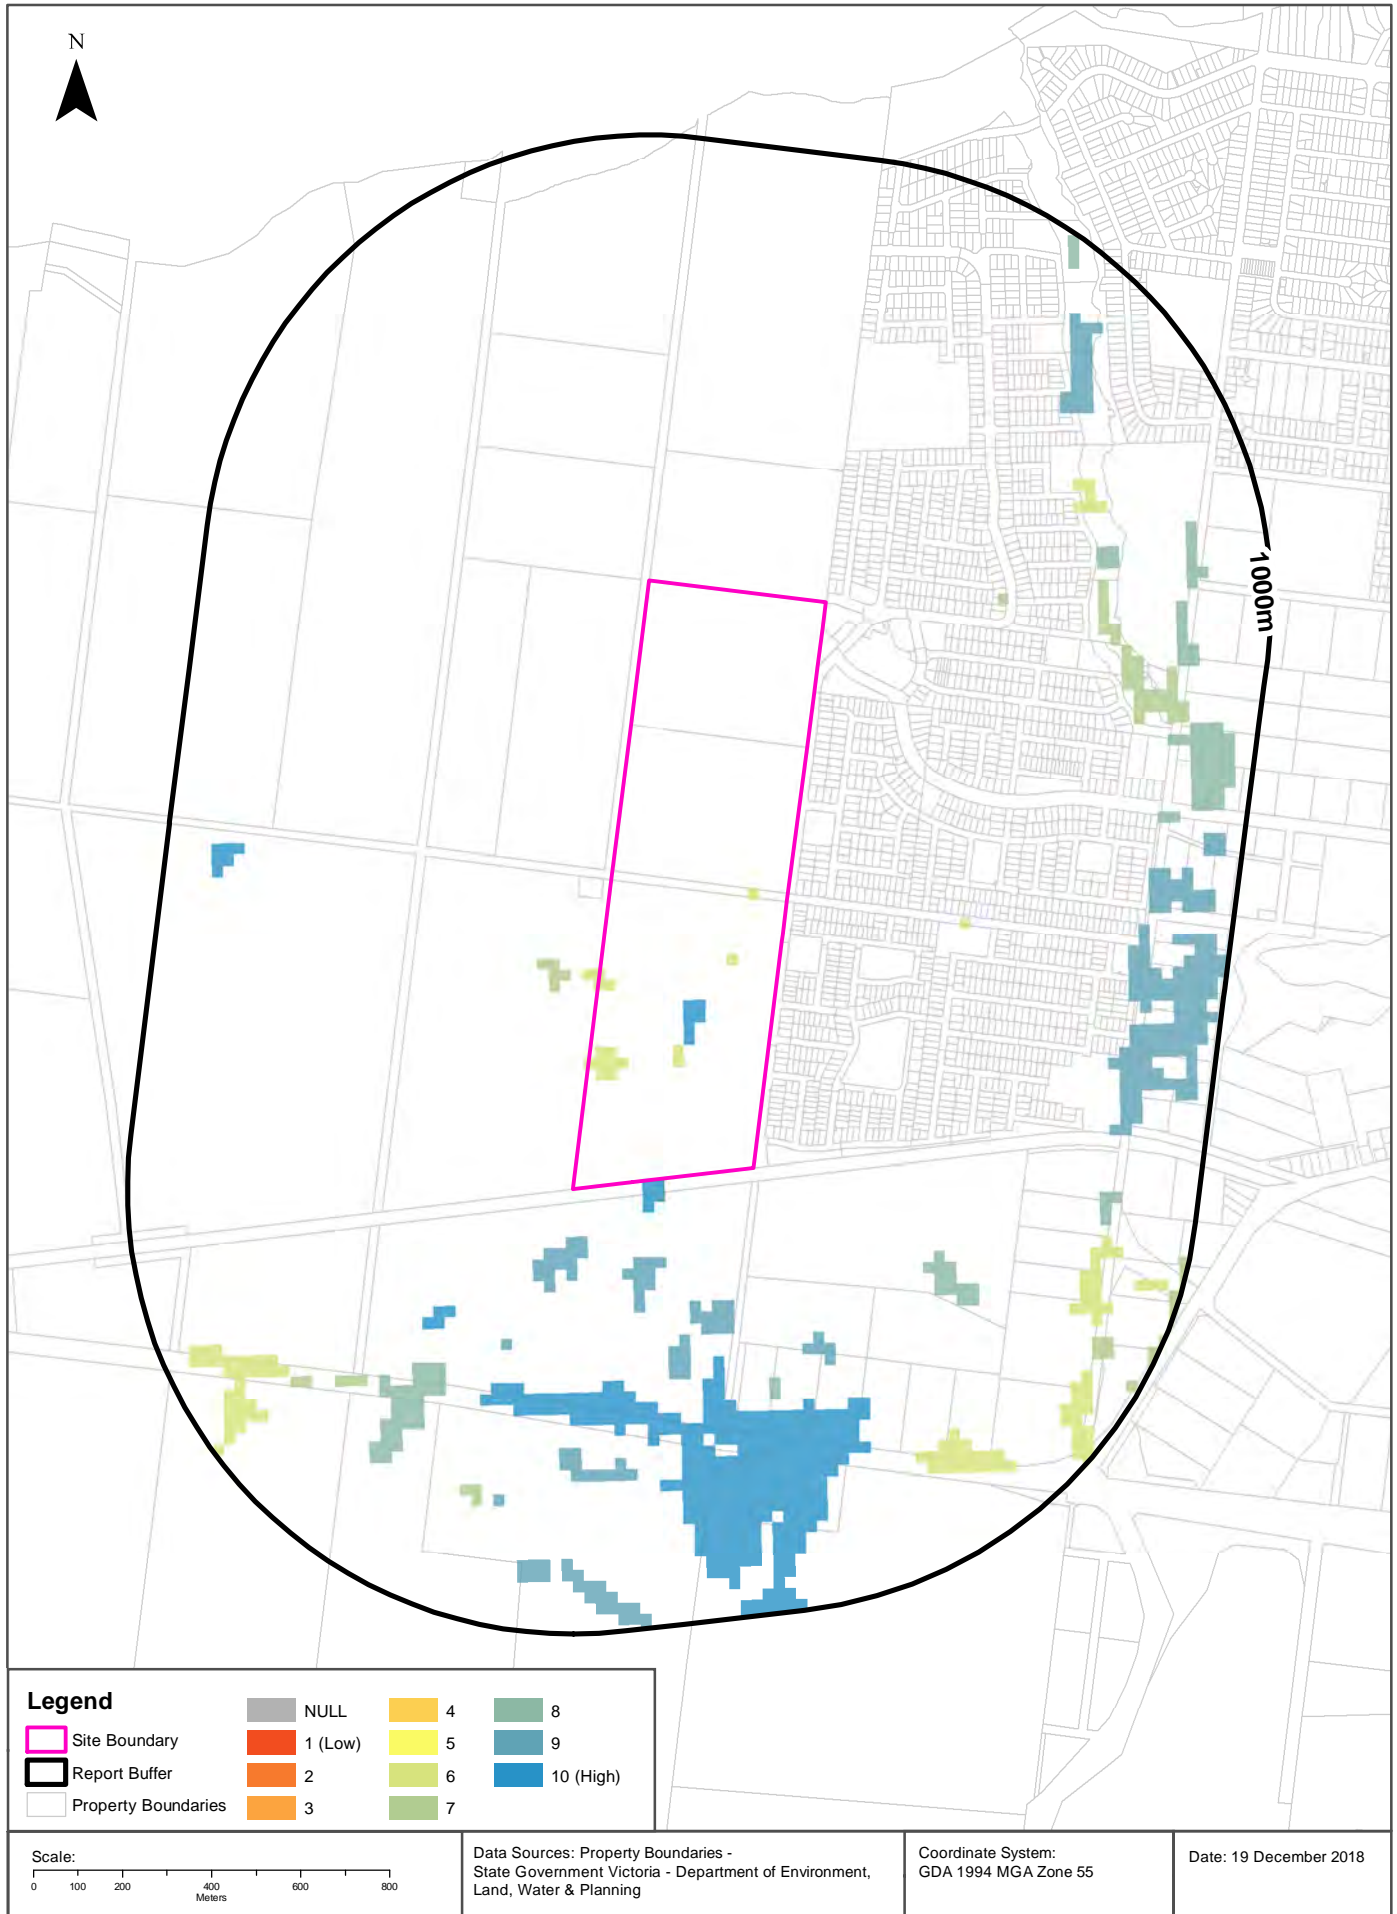 N
1000m
Legend
Site Boundary
Report Buffer
Property Boundaries
NULL
1 (Low)
2
3
4
5
6
7
8
9
10 (High)
Scale:
0 100 200 400 600 800
Meters
Data Sources: Property Boundaries -
State Government Victoria - Department of Environment,
Land, Water & Planning
Coordinate System:
GDA 1994 MGA Zone 55
Date: 19 December 2018